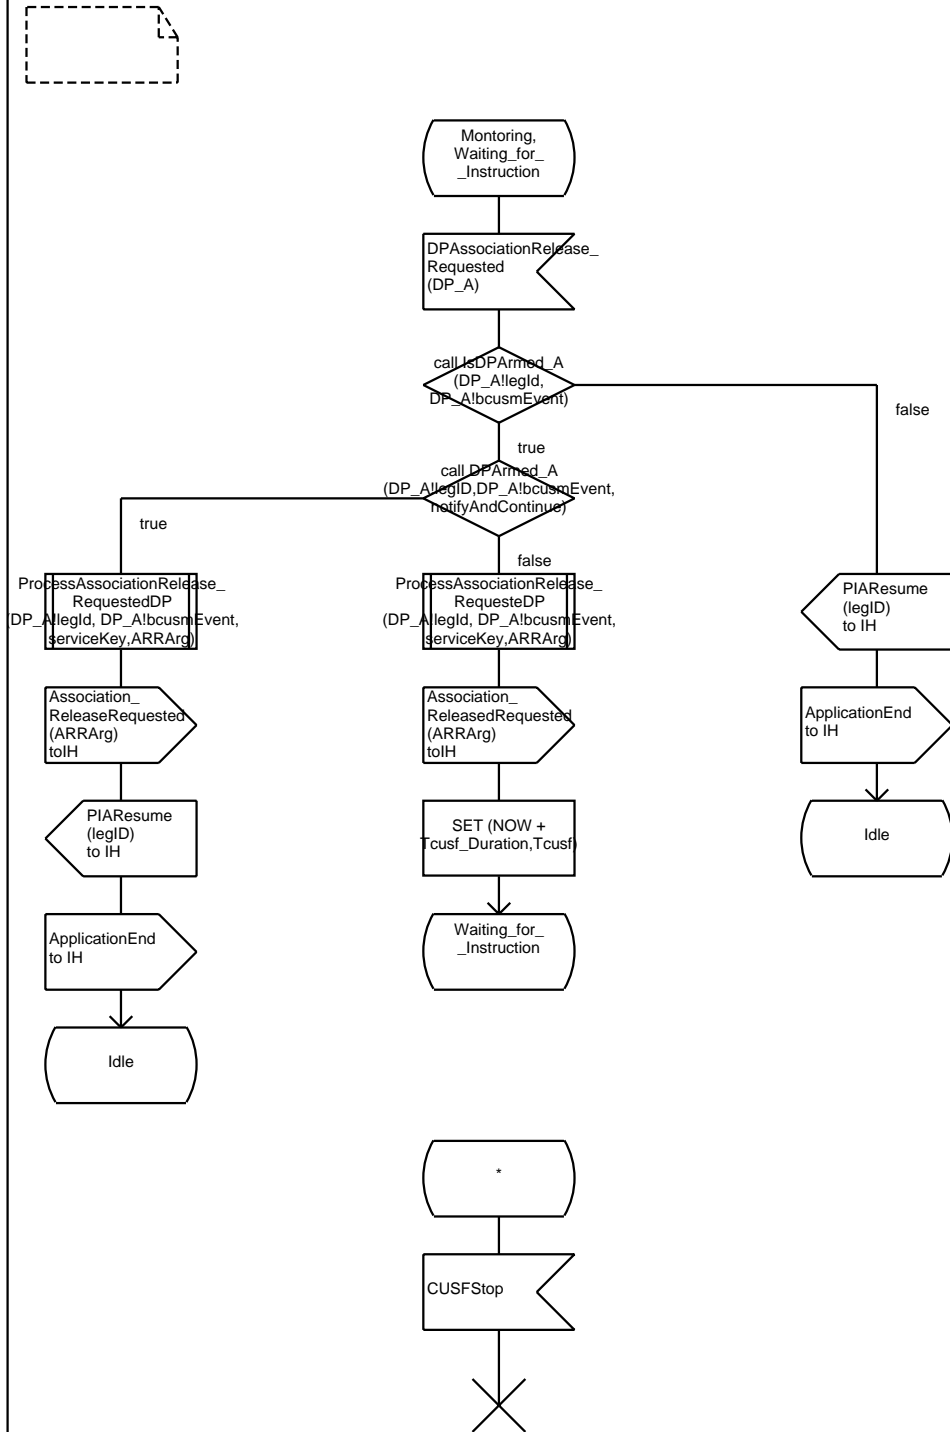 Montoring,
Waiting_for_
_Instruction
DPAssociationRelease_
Requested
(DP_A)
call IsDPArmed_A
(DP_A!legId,
DP_A!bcusmEvent)
false
true
call DPArmed_A
(DP_A!legID,DP_A!bcusmEvent,
notifyAndContinue)
true
false
ProcessAssociationRelease_
RequestedDP
(DP_A!legId, DP_A!bcusmEvent,
serviceKey,ARRArg)
ProcessAssociationRelease_
RequesteDP
(DP_A!legId, DP_A!bcusmEvent,
serviceKey,ARRArg)
PIAResume
(legID)
to IH
Association_
ReleaseRequested
(ARRArg)
toIH
Association_
ReleasedRequested
(ARRArg)
toIH
ApplicationEnd
to IH
PIAResume
(legID)
to IH
SET (NOW +
Tcusf_Duration,Tcusf)
Idle
ApplicationEnd
to IH
Waiting_for_
_Instruction
Idle
*
CUSFStop